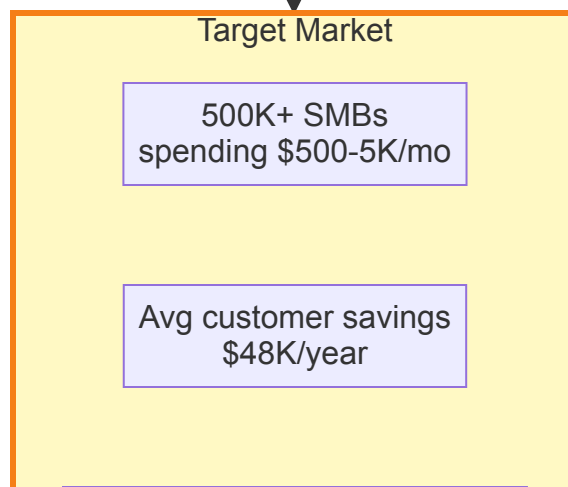 Target Market
500K+ SMBs
spending $500-5K/mo
Avg customer savings
$48K/year